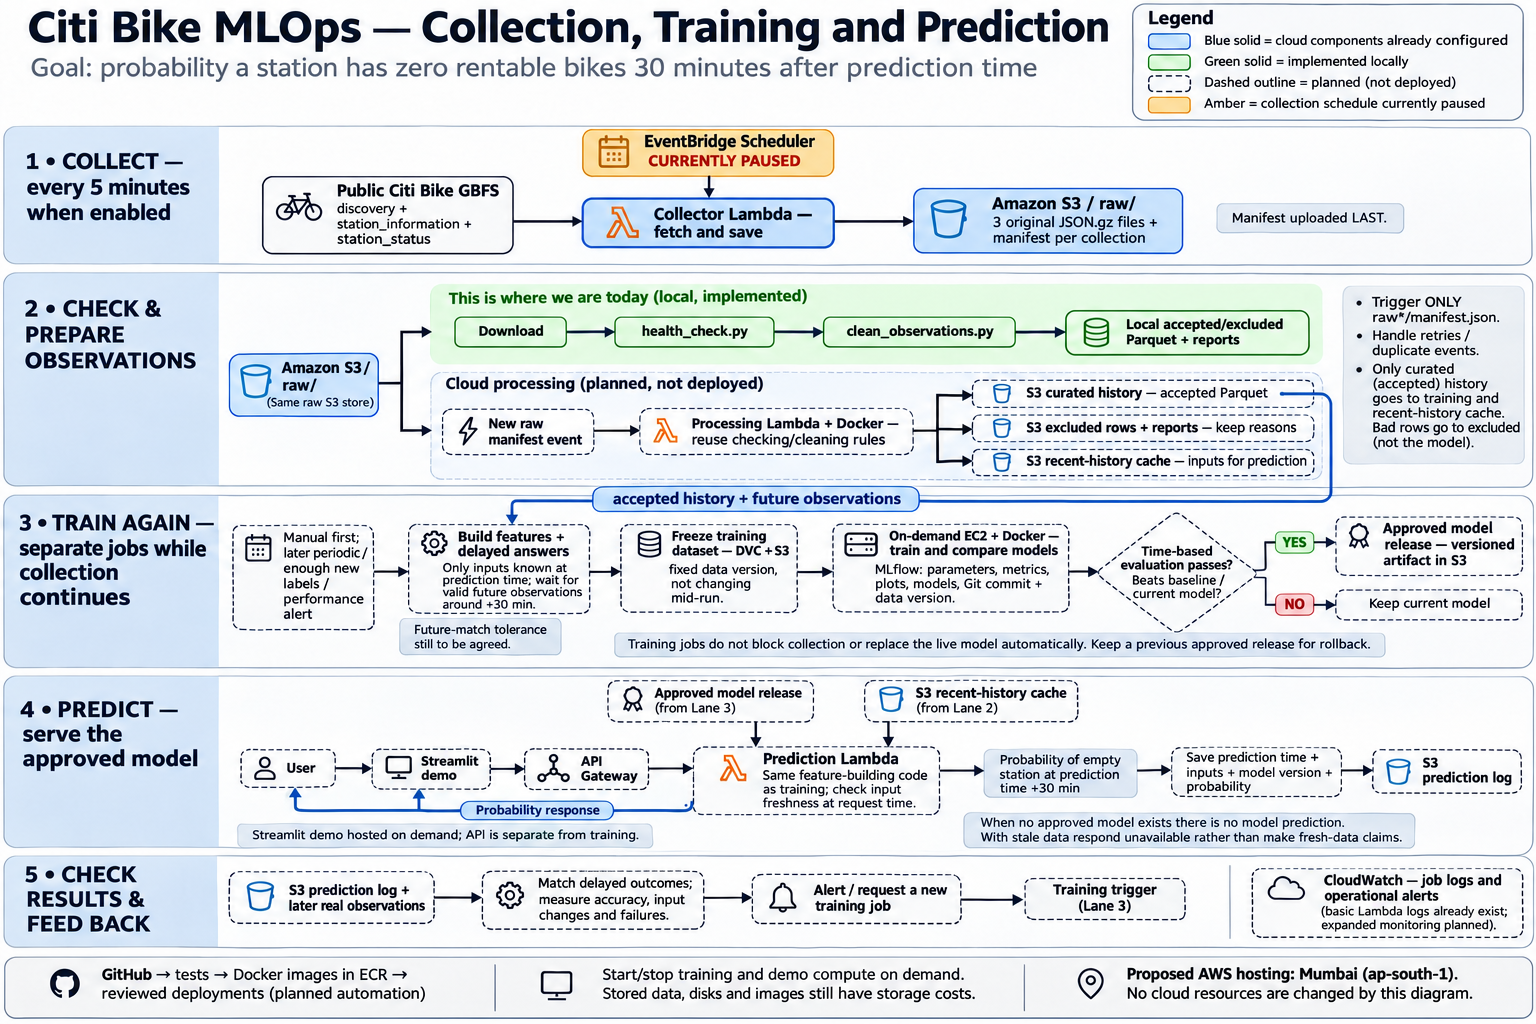 Citi Bike MLOps — Collection, Training and Prediction
Goal: probability a station has zero rentable bikes 30 minutes after prediction time
Legend
Blue solid = cloud components already configured
Green solid = implemented locally
Dashed outline = planned (not deployed)
Amber = collection schedule currently paused
1 • COLLECT —
every 5 minutes
when enabled
Public Citi Bike GBFS
discovery +
station_information +
station_status
EventBridge Scheduler
CURRENTLY PAUSED
Collector Lambda —
fetch and save
Amazon S3 / raw/
3 original JSON.gz files +
manifest per collection
Manifest uploaded LAST.
2 • CHECK &
PREPARE
OBSERVATIONS
Amazon S3/
raw/
(Same raw S3 store)
This is where we are today (local, implemented)
Download
health_check.py
clean_observations.py
Local accepted/excluded
Parquet + reports
Cloud processing (planned, not deployed)
New raw
manifest event
Processing Lambda + Docker —
reuse checking/cleaning rules
S3 curated history — accepted Parquet
S3 excluded rows + reports — keep reasons
S3 recent-history cache — inputs for prediction
• Trigger ONLY
raw*/manifest.json.
• Handle retries /
duplicate events.
• Only curated
(accepted) history
goes to training and
recent-history cache.
Bad rows go to excluded
(not the model).
accepted history + future observations
3 • TRAIN AGAIN —
separate jobs while
collection
continues
Manual first;
later periodic /
enough new
labels /
performance
alert
Build features +
delayed answers
Only inputs known at
prediction time; wait for
valid future observations
around +30 min.
Future-match tolerance
still to be agreed.
Freeze training
dataset — DVC + S3
fixed data version,
not changing
mid-run.
On-demand EC2 + Docker —
train and compare models
MLflow: parameters, metrics,
plots, models, Git commit +
data version.
Time-based
evaluation passes?
Beats baseline /
current model?
YES
Approved model
release — versioned
artifact in S3
NO
Keep current model
Training jobs do not block collection or replace the live model automatically. Keep a previous approved release for rollback.
4 • PREDICT —
serve the
approved model
Approved model release
(from Lane 3)
S3 recent-history cache
(from Lane 2)
User
Streamlit
demo
API
Gateway
Prediction Lambda
Same feature-building code
as training; check input
freshness at request time.
Probability of empty
station at prediction
time +30 min
Save prediction time +
inputs + model version +
probability
S3
prediction log
Probability response
Streamlit demo hosted on demand; API is separate from training.
When no approved model exists there is no model prediction.
With stale data respond unavailable rather than make fresh-data claims.
5 • CHECK
RESULTS &
FEED BACK
S3 prediction log +
later real observations
Match delayed outcomes;
measure accuracy, input
changes and failures.
Alert / request a new
training job
Training trigger
(Lane 3)
CloudWatch — job logs and
operational alerts
(basic Lambda logs already exist;
expanded monitoring planned).
GitHub → tests → Docker images in ECR →
reviewed deployments (planned automation)
Start/stop training and demo compute on demand.
Stored data, disks and images still have storage costs.
Proposed AWS hosting: Mumbai (ap-south-1).
No cloud resources are changed by this diagram.